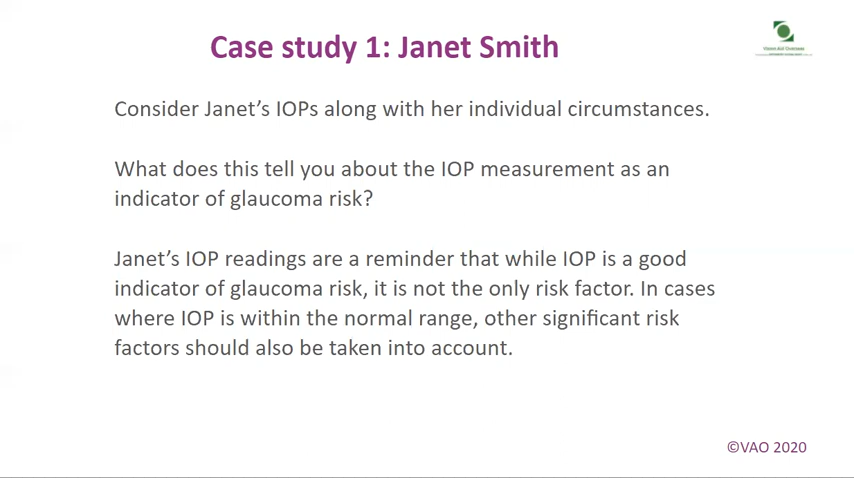 Case study 1: Janet Smith
Vision Aid Overseas
Consider Janet's IOPs along with her individual circumstances.
What does this tell you about the IOP measurement as an
indicator of glaucoma risk?
Janet's IOP readings are a reminder that while IOP is a good
indicator of glaucoma risk, it is not the only risk factor. In cases
where IOP is within the normal range, other significant risk
factors should also be taken into account.
©VAO 2020